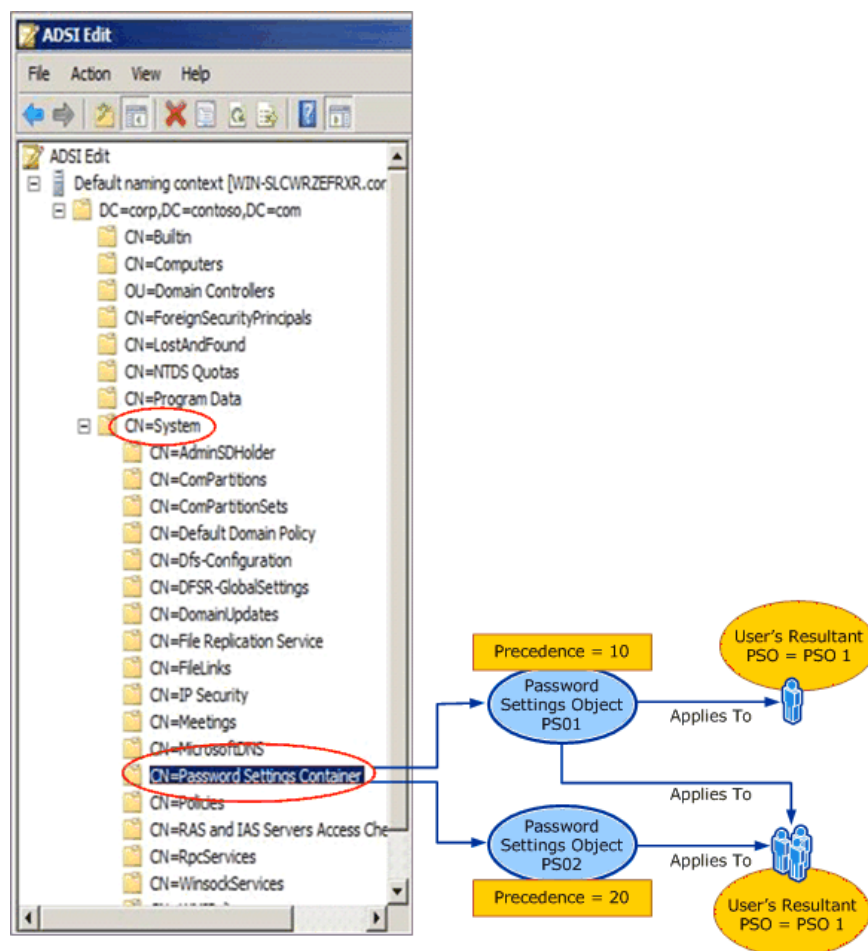 ADSI Edit
File Action View Help
ADSI Edit
Default naming context [WIN-SLCWRZEFRXR.cor
DC=corp,DC=contoso,DC=com
CN=Builtin
CN=Computers
OU=Domain Controllers
CN=ForeignSecurityPrincipals
CN=LostAndFound
CN=NTDS Quotas
CN=Program Data
CN=System
CN=AdminSDHolder
CN=ComPartitions
CN=ComPartitionSets
CN=Default Domain Policy
CN=Dfs-Configuration
CN=DFSR-GlobalSettings
CN=DomainUpdates
CN=File Replication Service
CN=FileLinks
CN=IP Security
CN=Meetings
CN=MicrosoftDNS
CN=Password Settings Container
CN=Policies
CN=RAS and IAS Servers Access Che
CN=RpcServices
CN=WinsockServices
Precedence = 10
Password
Settings Object
PS01
Applies To
User's Resultant
PSO = PSO 1
Applies To
Password
Settings Object
PS02
Applies To
Precedence = 20
User's Resultant
PSO = PSO 1